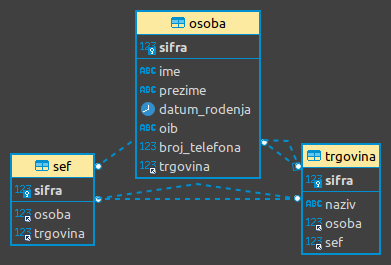 osoba
123 sifra
ABC ime
ABC prezime
datum_rodenja
ABC oib
123 broj_telefona
123 trgovina
sef
123 sifra
123 osoba
123 trgovina
trgovina
123 sifra
ABC naziv
123 osoba
123 sef